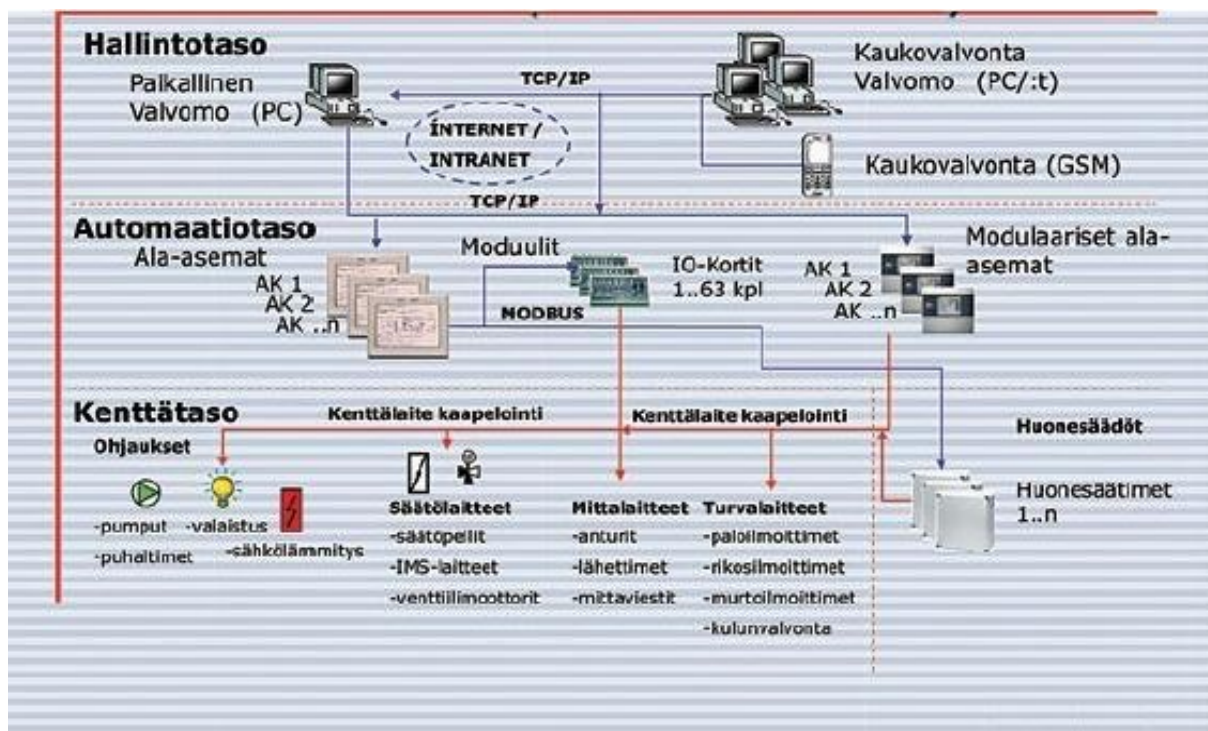 Hallintotaso
Paikallinen
Valvomo (PC)
TCP/IP
Kaukovalvonta
Valvomo (PC/:t)
INTERNET /
INTRANET
Kaukovalvonta (GSM)
TCP/IP
Automaatiotaso
Ala-asemat
AK 1
AK 2
AK ..n
Moduulit
IO-Kortit
1..63 kpl
MODBUS
AK 1
AK 2
AK ..n
Modulaariset ala-
asemat
Kenttätaso
Kenttälaite kaapelointi
Kenttälaite kaapelointi
Huonesäädöt
Ohjaukset
-pumput
-valaistus
-puhaltimet
-sähkölämmitys
Säätölaitteet
-säätöpellit
-IMS-laitteet
-venttiilimoottorit
Mittalaitteet
-anturit
-lähettimet
-mittaviestit
Turvalaitteet
-paloilmoittimet
-rikosilmoittimet
-murtoilmoittimet
-kulunvalvonta
Huonesäätimet
1..n